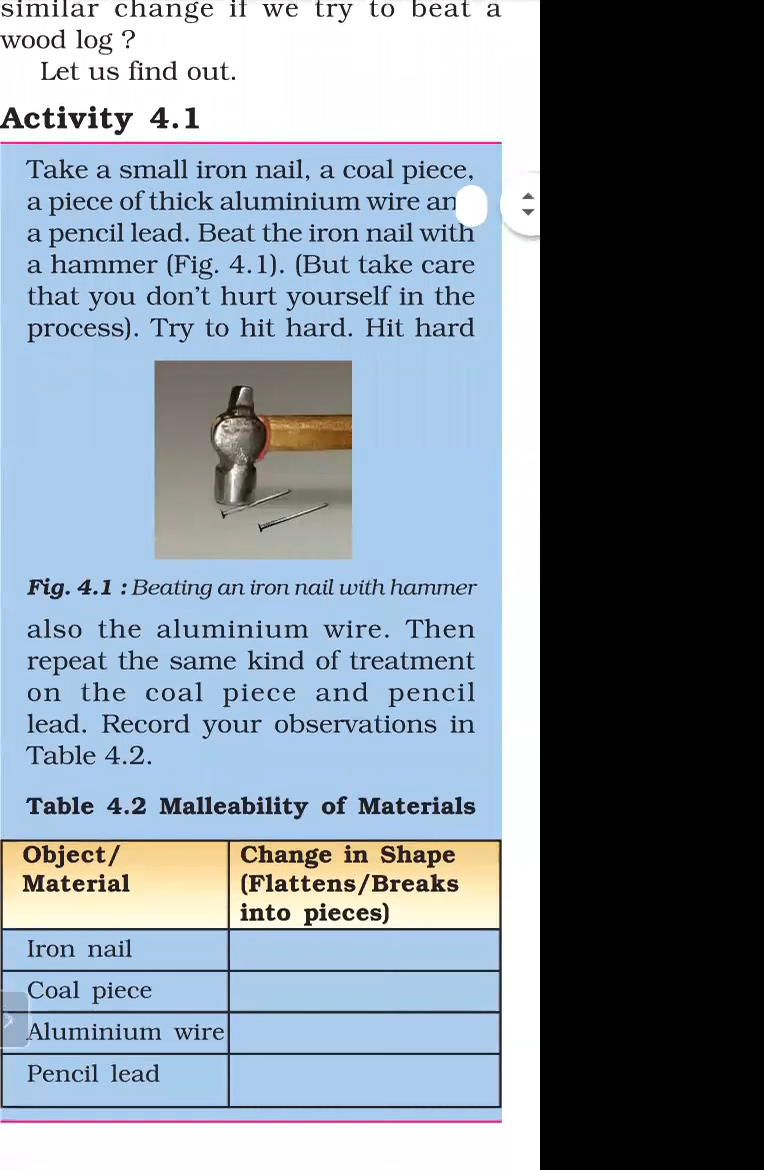 similar change if we try to beat a
wood log ?
Let us find out.
Activity 4.1
Take a small iron nail, a coal piece,
a piece of thick aluminium wire an
a pencil lead. Beat the iron nail with
a hammer (Fig. 4.1). (But take care
that you don’t hurt yourself in the
process). Try to hit hard. Hit hard
Fig. 4.1 : Beating an iron nail with hammer
also the aluminium wire. Then
repeat the same kind of treatment
on the coal piece and pencil
lead. Record your observations in
Table 4.2.
Table 4.2 Malleability of Materials
Object/
Material
Change in Shape
(Flattens/Breaks
into pieces)
Iron nail
Coal piece
Aluminium wire
Pencil lead